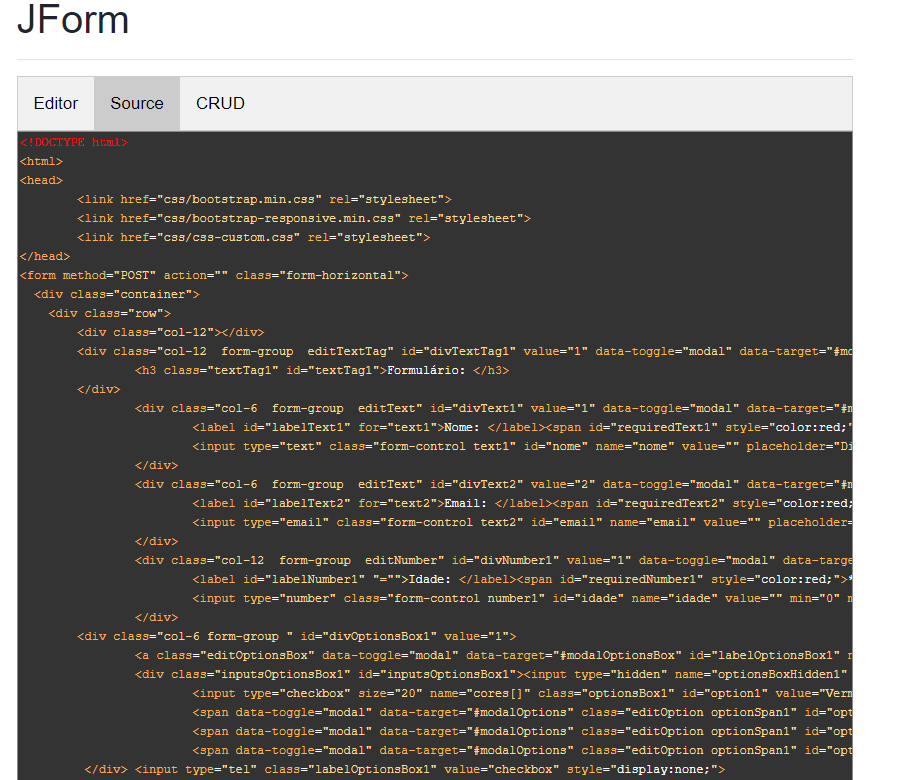 JForm
Editor Source CRUD
<!DOCTYPE html>
<html>
<head>
<link href="css/bootstrap.min.css" rel="stylesheet">
<link href="css/bootstrap-responsive.min.css" rel="stylesheet">
<link href="css/css-custom.css" rel="stylesheet">
</head>
<form method="POST" action="" class="form-horizontal">
<div class="container">
<div class="row">
<div class="col-12"></div>
<div class="col-12  form-group  editTextTag" id="divTextTag1" value="1" data-toggle="modal" data-target="#mo
<h3 class="textTag1" id="textTag1">Formulário: </h3>
</div>
<div class="col-6  form-group  editText" id="divText1" value="1" data-toggle="modal" data-target="#m
<label id="labelText1" for="text1">Nome: </label><span id="requiredText1" style="color:red;"
<input type="text" class="form-control text1" id="nome" name="nome" value="" placeholder="Di
</div>
<div class="col-6  form-group  editText" id="divText2" value="2" data-toggle="modal" data-target="#m
<label id="labelText2" for="text2">Email: </label><span id="requiredText2" style="color:red;
<input type="email" class="form-control text2" id="email" name="email" value="" placeholder=
</div>
<div class="col-12  form-group  editNumber" id="divNumber1" value="1" data-toggle="modal" data-targe
<label id="labelNumber1" "="">Idade: </label><span id="requiredNumber1" style="color:red;">*
<input type="number" class="form-control number1" id="idade" name="idade" value="" min="0" m
</div>
<div class="col-6 form-group " id="divOptionsBox1" value="1">
<a class="editOptionsBox" data-toggle="modal" data-target="#modalOptionsBox" id="labelOptionsBox1" n
<div class="inputsOptionsBox1" id="inputsOptionsBox1"><input type="hidden" name="optionsBoxHidden1"
<input type="checkbox" size="20" name="cores[]" class="optionsBox1" id="option1" value="Verm
<span data-toggle="modal" data-target="#modalOptions" class="editOption optionSpan1" id="opt
<span data-toggle="modal" data-target="#modalOptions" class="editOption optionSpan1" id="opt
<span data-toggle="modal" data-target="#modalOptions" class="editOption optionSpan1" id="opt
</div> <input type="tel" class="labelOptionsBox1" value="checkbox" style="display:none;">